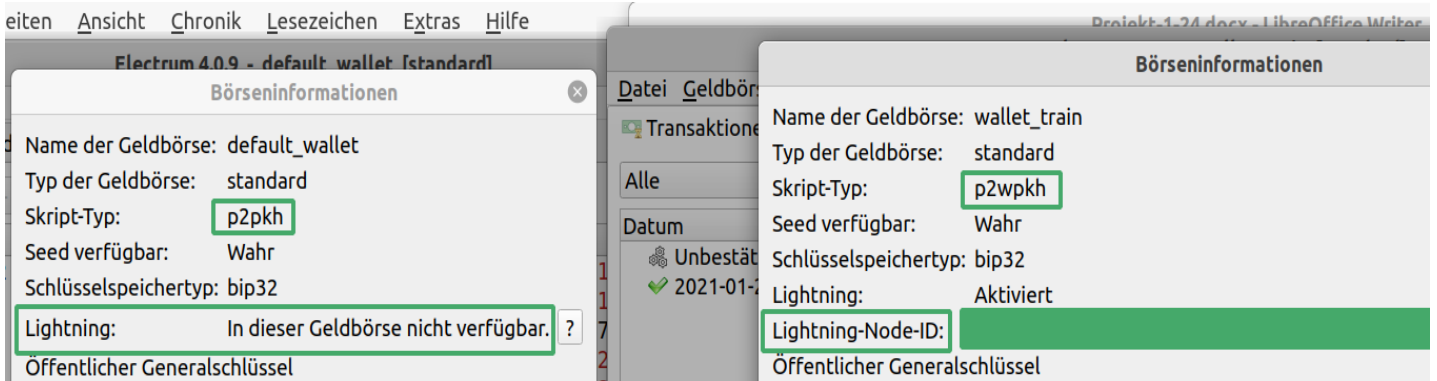 eiten Ansicht Chronik Lesezeichen Extras Hilfe
Electrum 4.0.9 - default_wallet [standard]
Börseninformationen
Name der Geldbörse: default_wallet
Typ der Geldbörse: standard
Skript-Typ: p2pkh
Seed verfügbar: Wahr
Schlüsselspeichertyp: bip32
Lightning: In dieser Geldbörse nicht verfügbar. ?
Öffentlicher Generalschlüssel
Projekt-1-24.docx - LibreOffice Writer
Datei Geldbörs
Transaktione
Alle
Datum
Unbestät
2021-01-2
Börseninformationen
Name der Geldbörse: wallet_train
Typ der Geldbörse: standard
Skript-Typ: p2wpkh
Seed verfügbar: Wahr
Schlüsselspeichertyp: bip32
Lightning: Aktiviert
Lightning-Node-ID:
Öffentlicher Generalschlüssel